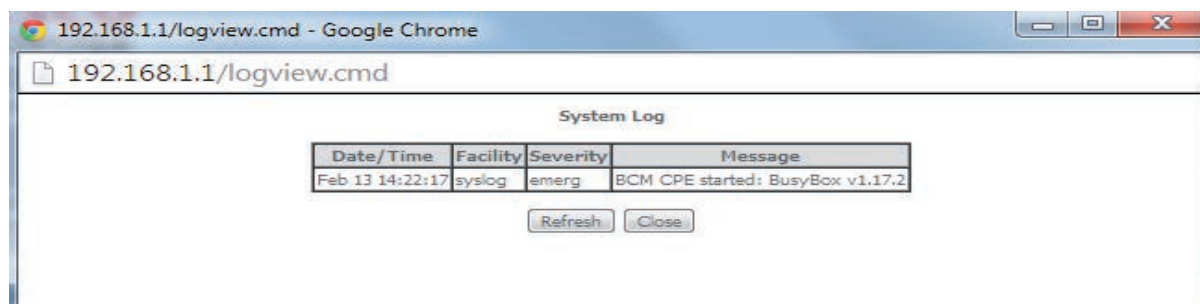 192.168.1.1/logview.cmd - Google Chrome
192.168.1.1/logview.cmd
System Log
Date/Time Facility Severity Message
Feb 13 14:22:17 syslog emerg BCM CPE started: BusyBox v1.17.2
Refresh Close